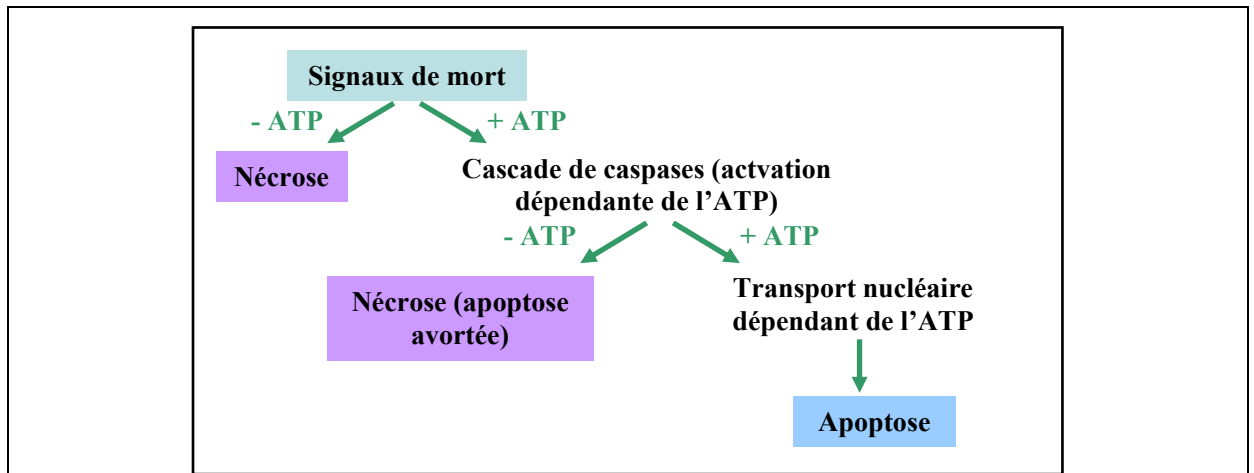 Signaux de mort
- ATP
+ ATP
Nécrose
Cascade de caspases (actvation
dépendante de l’ATP)
- ATP
+ ATP
Nécrose (apoptose
avortée)
Transport nucléaire
dépendant de l’ATP
Apoptose